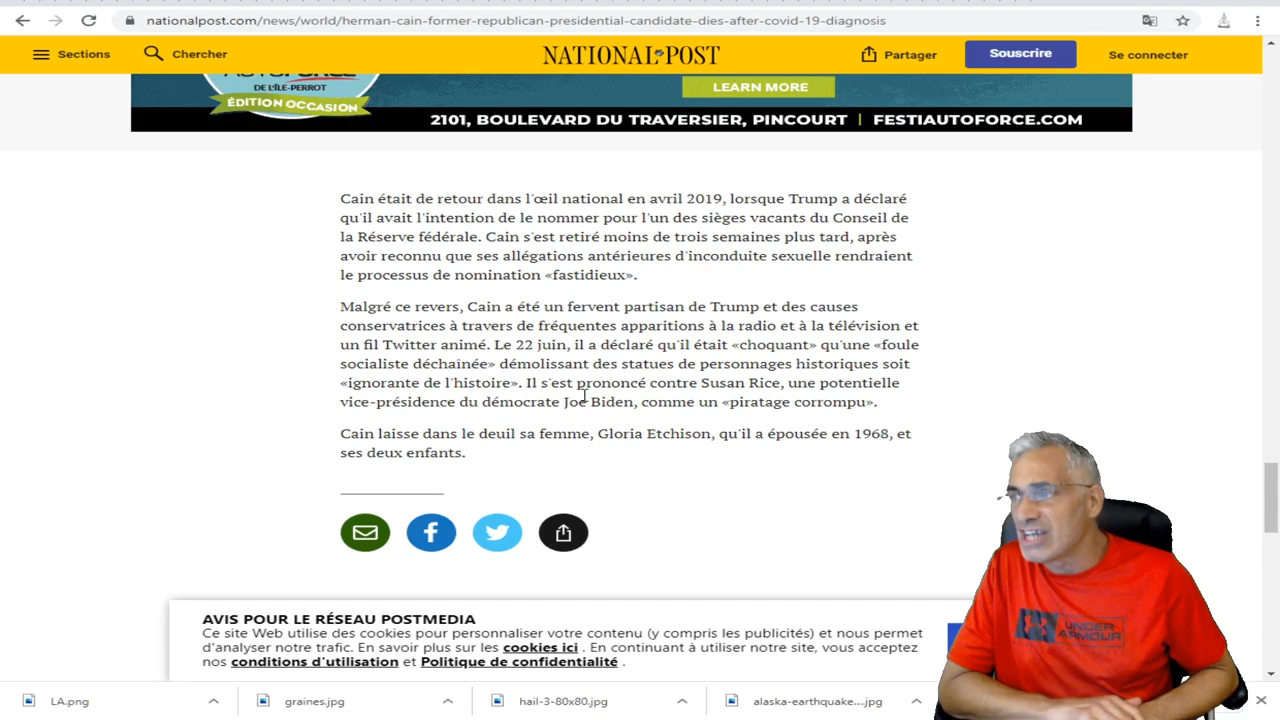 nationalpost.com/news/world/herman-cain-former-republican-presidential-candidate-dies-after-covid-19-diagnosis
Sections
Chercher
NATIONAL POST
Partager
Souscrire
Se connecter
AUTOFORCE
DE L'ÎLE-PERROT
ÉDITION OCCASION
LEARN MORE
2101, BOULEVARD DU TRAVERSIER, PINCOURT | FESTIAUTOFORCE.COM
Cain était de retour dans l'œil national en avril 2019, lorsque Trump a déclaré
qu'il avait l'intention de le nommer pour l'un des sièges vacants du Conseil de
la Réserve fédérale. Cain s'est retiré moins de trois semaines plus tard, après
avoir reconnu que ses allégations antérieures d'inconduite sexuelle rendraient
le processus de nomination «fastidieux».
Malgré ce revers, Cain a été un fervent partisan de Trump et des causes
conservatrices à travers de fréquentes apparitions à la radio et à la télévision et
un fil Twitter animé. Le 22 juin, il a déclaré qu'il était «choquant» qu'une «foule
socialiste déchaînée» démolissant des statues de personnages historiques soit
«ignorante de l'histoire». Il s'est prononcé contre Susan Rice, une potentielle
vice-présidence du démocrate Joe Biden, comme un «piratage corrompu».
Cain laisse dans le deuil sa femme, Gloria Etchison, qu'il a épousée en 1968, et
ses deux enfants.
AVIS POUR LE RÉSEAU POSTMEDIA
Ce site Web utilise des cookies pour personnaliser votre contenu (y compris les publicités) et nous permet
d'analyser notre trafic. En savoir plus sur les cookies ici . En continuant à utiliser notre site, vous acceptez
nos conditions d'utilisation et Politique de confidentialité .
UNDER
ARMOUR
LA.png
graines.jpg
hail-3-80x80.jpg
alaska-earthquake....jpg